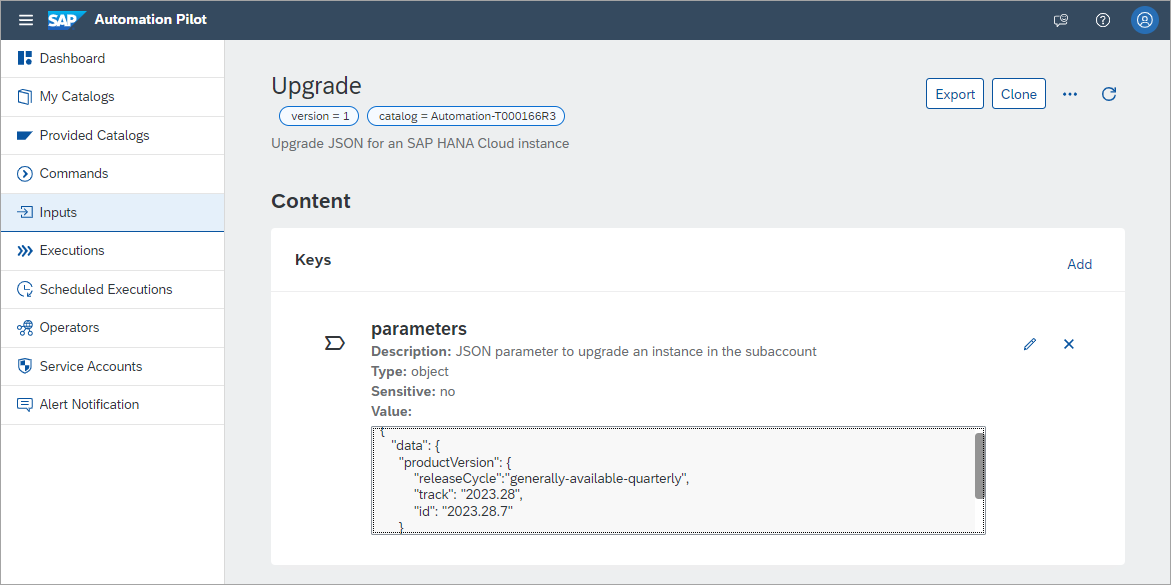 SAP Automation Pilot
Dashboard
My Catalogs
Provided Catalogs
Commands
Inputs
Executions
Scheduled Executions
Operators
Service Accounts
Alert Notification
Upgrade
Export
Clone
version = 1
catalog = Automation-T000166R3
Upgrade JSON for an SAP HANA Cloud instance
Content
Keys
Add
parameters
Description: JSON parameter to upgrade an instance in the subaccount
Type: object
Sensitive: no
Value:
{
"data": {
"productVersion": {
"releaseCycle":"generally-available-quarterly",
"track": "2023.28",
"id": "2023.28.7"
}